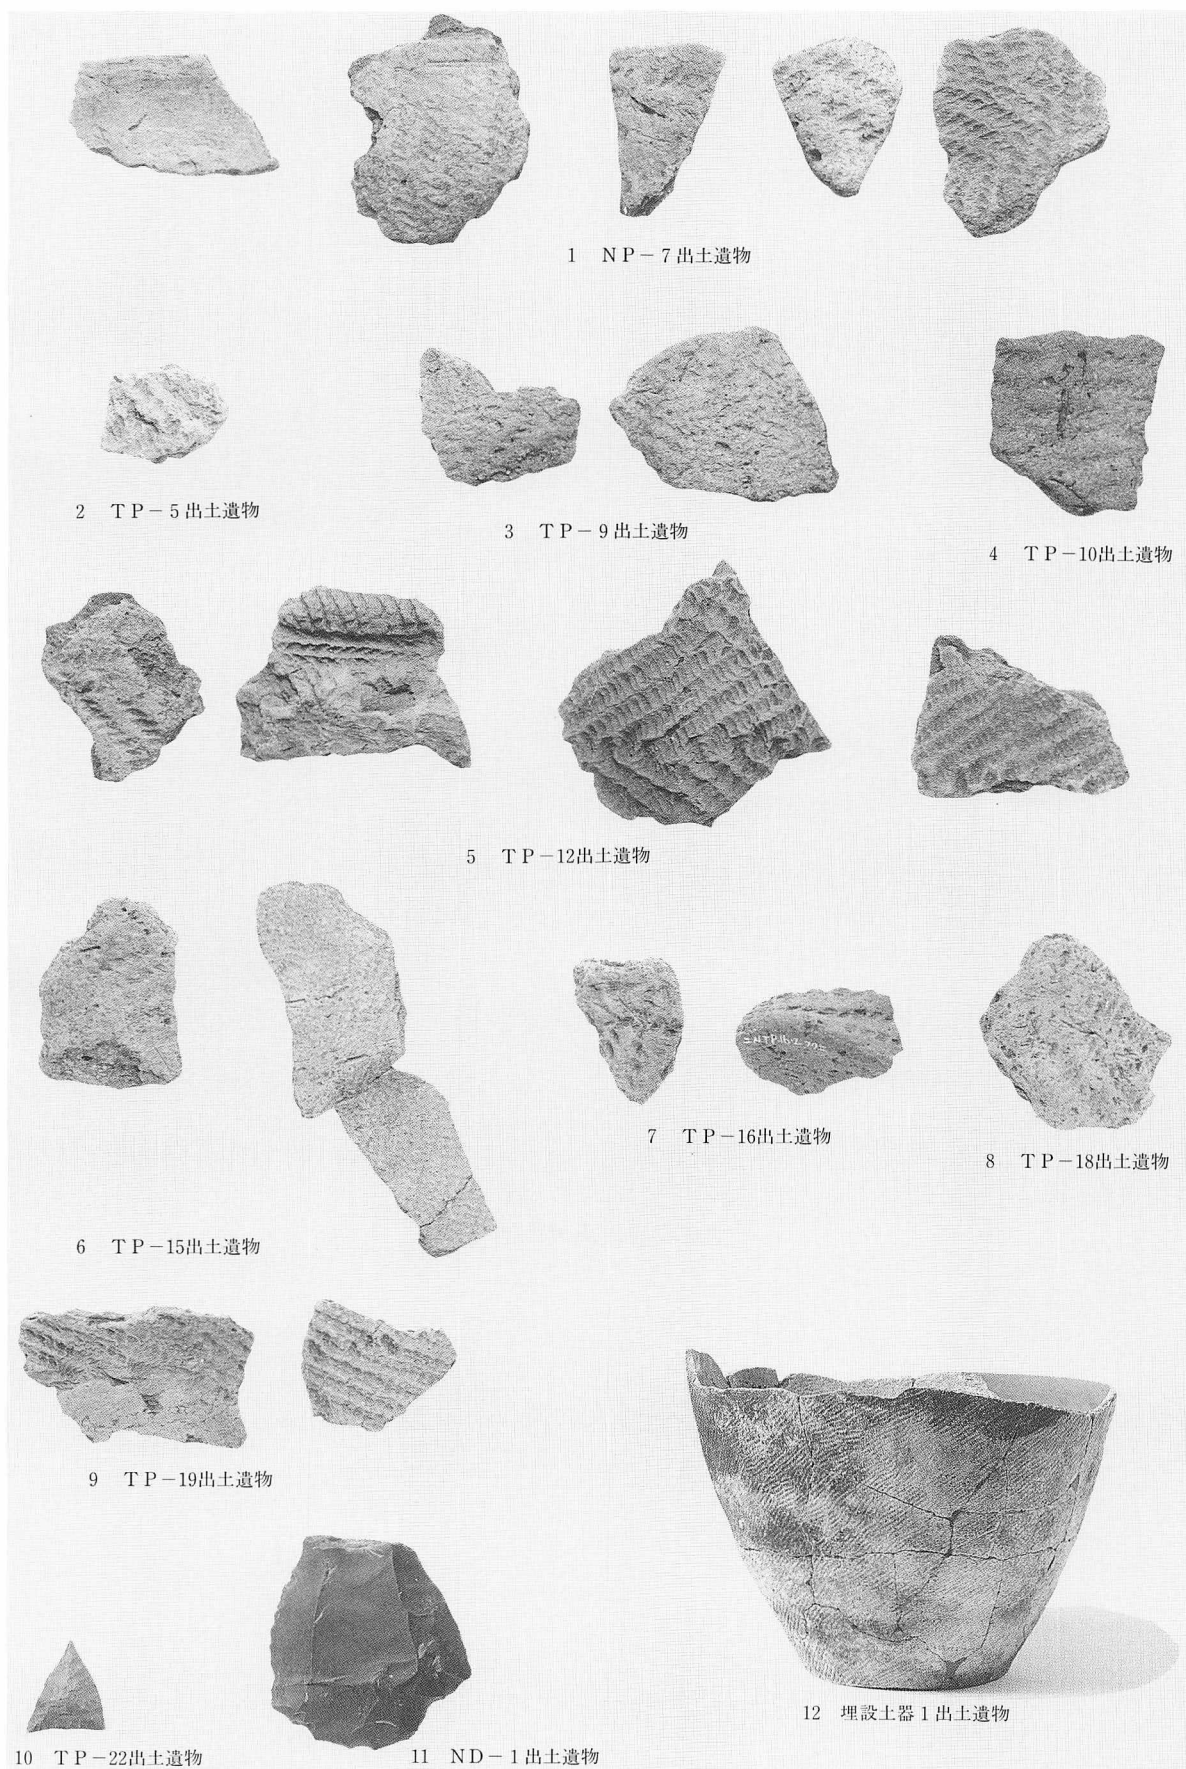 1　ＮＰ－７出土遺物
2　ＴＰ－５出土遺物
3　ＴＰ－９出土遺物
4　ＴＰ－10出土遺物
5　ＴＰ－12出土遺物
6　ＴＰ－15出土遺物
7　ＴＰ－16出土遺物
8　ＴＰ－18出土遺物
9　ＴＰ－19出土遺物
10　ＴＰ－22出土遺物
11　ＮＤ－１出土遺物
12　埋設土器１出土遺物